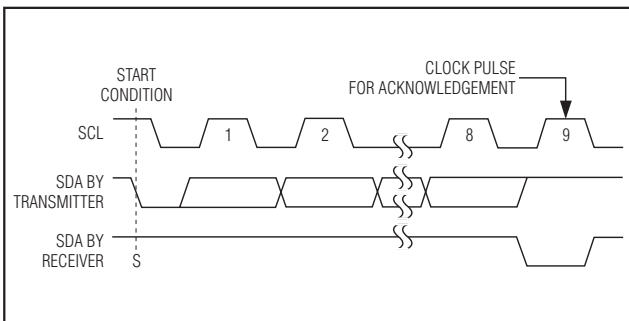 START
CONDITION
CLOCK PULSE
FOR ACKNOWLEDGEMENT
SCL
1
2
8
9
SDA BY
TRANSMITTER
SDA BY
RECEIVER
S